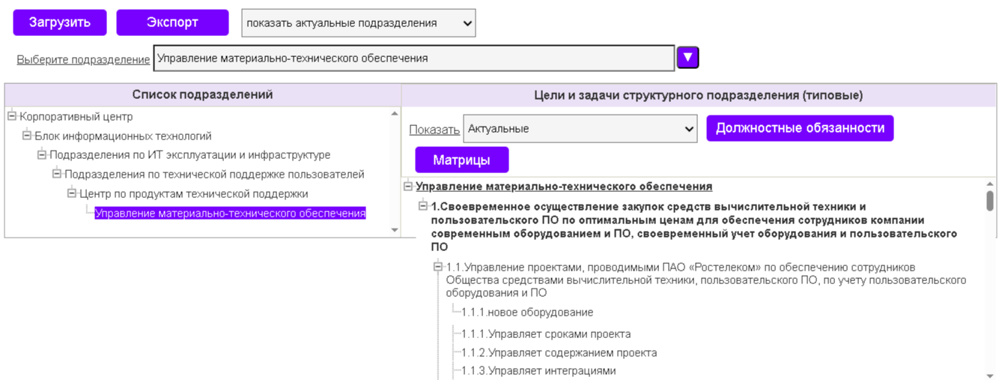 Загрузить
Экспорт
показать актуальные подразделения
Выберите подразделение
Управление материально-технического обеспечения
Список подразделений
Корпоративный центр
Блок информационных технологий
Подразделения по ИТ эксплуатации и инфраструктуре
Подразделения по технической поддержке пользователей
Центр по продуктам технической поддержки
Управление материально-технического обеспечения
Цели и задачи структурного подразделения (типовые)
Показать
Актуальные
Должностные обязанности
Матрицы
Управление материально-технического обеспечения
1.Своевременное осуществление закупок средств вычислительной техники и
пользовательского ПО по оптимальным ценам для обеспечения сотрудников компании
современным оборудованием и ПО, своевременный учет оборудования и пользовательского
ПО
1.1.Управление проектами, проводимыми ПАО «Ростелеком» по обеспечению сотрудников
Общества средствами вычислительной техники, пользовательского ПО, по учету пользовательского
оборудования и ПО
1.1.1.новое оборудование
1.1.1.Управляет сроками проекта
1.1.2.Управляет содержанием проекта
1.1.3.Управляет интеграциями